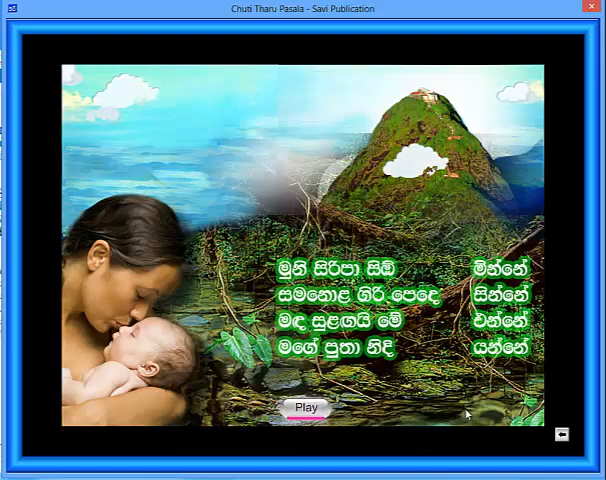 Chuti Tharu Pasala - Savi Publication
මුනි සිරිපා සිඹි මින්නේ
සමනොළ ගිරි පෙදෙ සින්නේ
මඳ සුළඟයි මේ එන්නේ
මගේ පුතා නිදි යන්නේ
Play